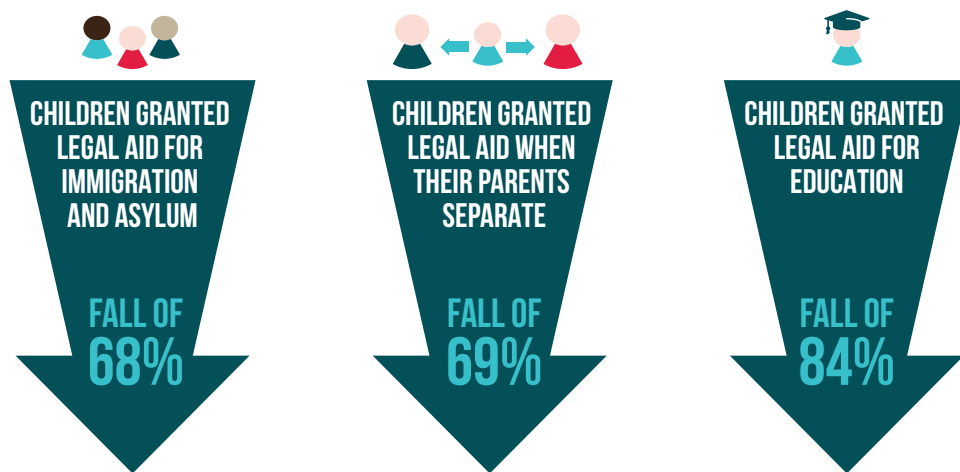 CHILDREN GRANTED
LEGAL AID FOR
IMMIGRATION
AND ASYLUM
FALL OF
68%
CHILDREN GRANTED
LEGAL AID WHEN
THEIR PARENTS
SEPARATE
FALL OF
69%
CHILDREN GRANTED
LEGAL AID FOR
EDUCATION
FALL OF
84%